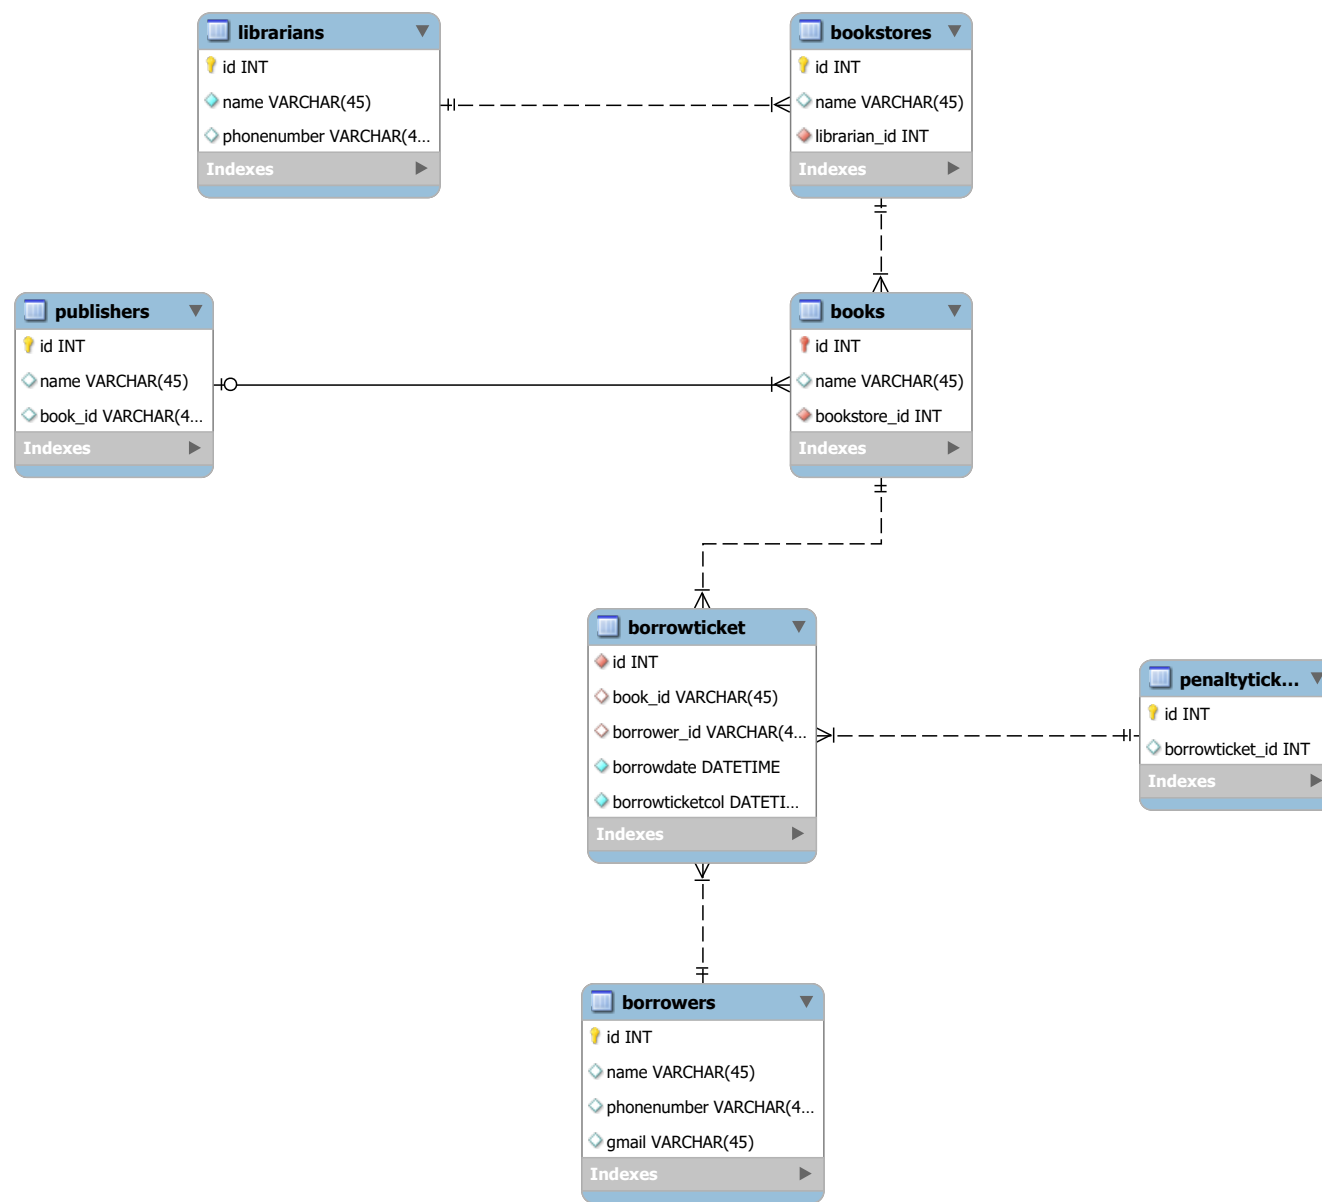 librarians
id INT
name VARCHAR(45)
phonenumber VARCHAR(4...
Indexes
bookstores
id INT
name VARCHAR(45)
librarian_id INT
Indexes
publishers
id INT
name VARCHAR(45)
book_id VARCHAR(4...
Indexes
books
id INT
name VARCHAR(45)
bookstore_id INT
Indexes
borrowticket
id INT
book_id VARCHAR(45)
borrower_id VARCHAR(4...
borrowdate DATETIME
borrowticketcol DATETI...
Indexes
penaltytick...
id INT
borrowticket_id INT
Indexes
borrowers
id INT
name VARCHAR(45)
phonenumber VARCHAR(4...
gmail VARCHAR(45)
Indexes